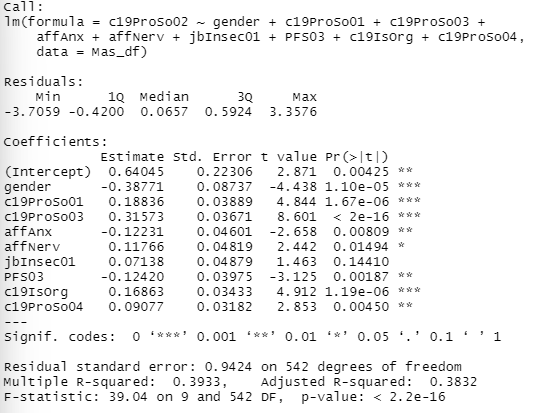 Call:
lm(formula = c19ProSo02 ~ gender + c19ProSo01 + c19ProSo03 +
    affAnx + affNerv + jbInsec01 + PFS03 + c19IsOrg + c19ProSo04,
    data = Mas_df)

Residuals:
    Min      1Q  Median      3Q     Max
-3.7059 -0.4200  0.0657  0.5924  3.3576

Coefficients:
            Estimate Std. Error t value Pr(>|t|)
(Intercept)  0.64045    0.22306   2.871  0.00425 **
gender      -0.38771    0.08737  -4.438 1.10e-05 ***
c19ProSo01   0.18836    0.03889   4.844 1.67e-06 ***
c19ProSo03   0.31573    0.03671   8.601  < 2e-16 ***
affAnx      -0.12231    0.04601  -2.658  0.00809 **
affNerv      0.11766    0.04819   2.442  0.01494 *
jbInsec01    0.07138    0.04879   1.463  0.14410
PFS03       -0.12420    0.03975  -3.125  0.00187 **
c19IsOrg     0.16863    0.03433   4.912 1.19e-06 ***
c19ProSo04   0.09077    0.03182   2.853  0.00450 **
---
Signif. codes:  0 ‘***’ 0.001 ‘**’ 0.01 ‘*’ 0.05 ‘.’ 0.1 ‘ ’ 1

Residual standard error: 0.9424 on 542 degrees of freedom
Multiple R-squared:  0.3933,    Adjusted R-squared:  0.3832
F-statistic: 39.04 on 9 and 542 DF,  p-value: < 2.2e-16